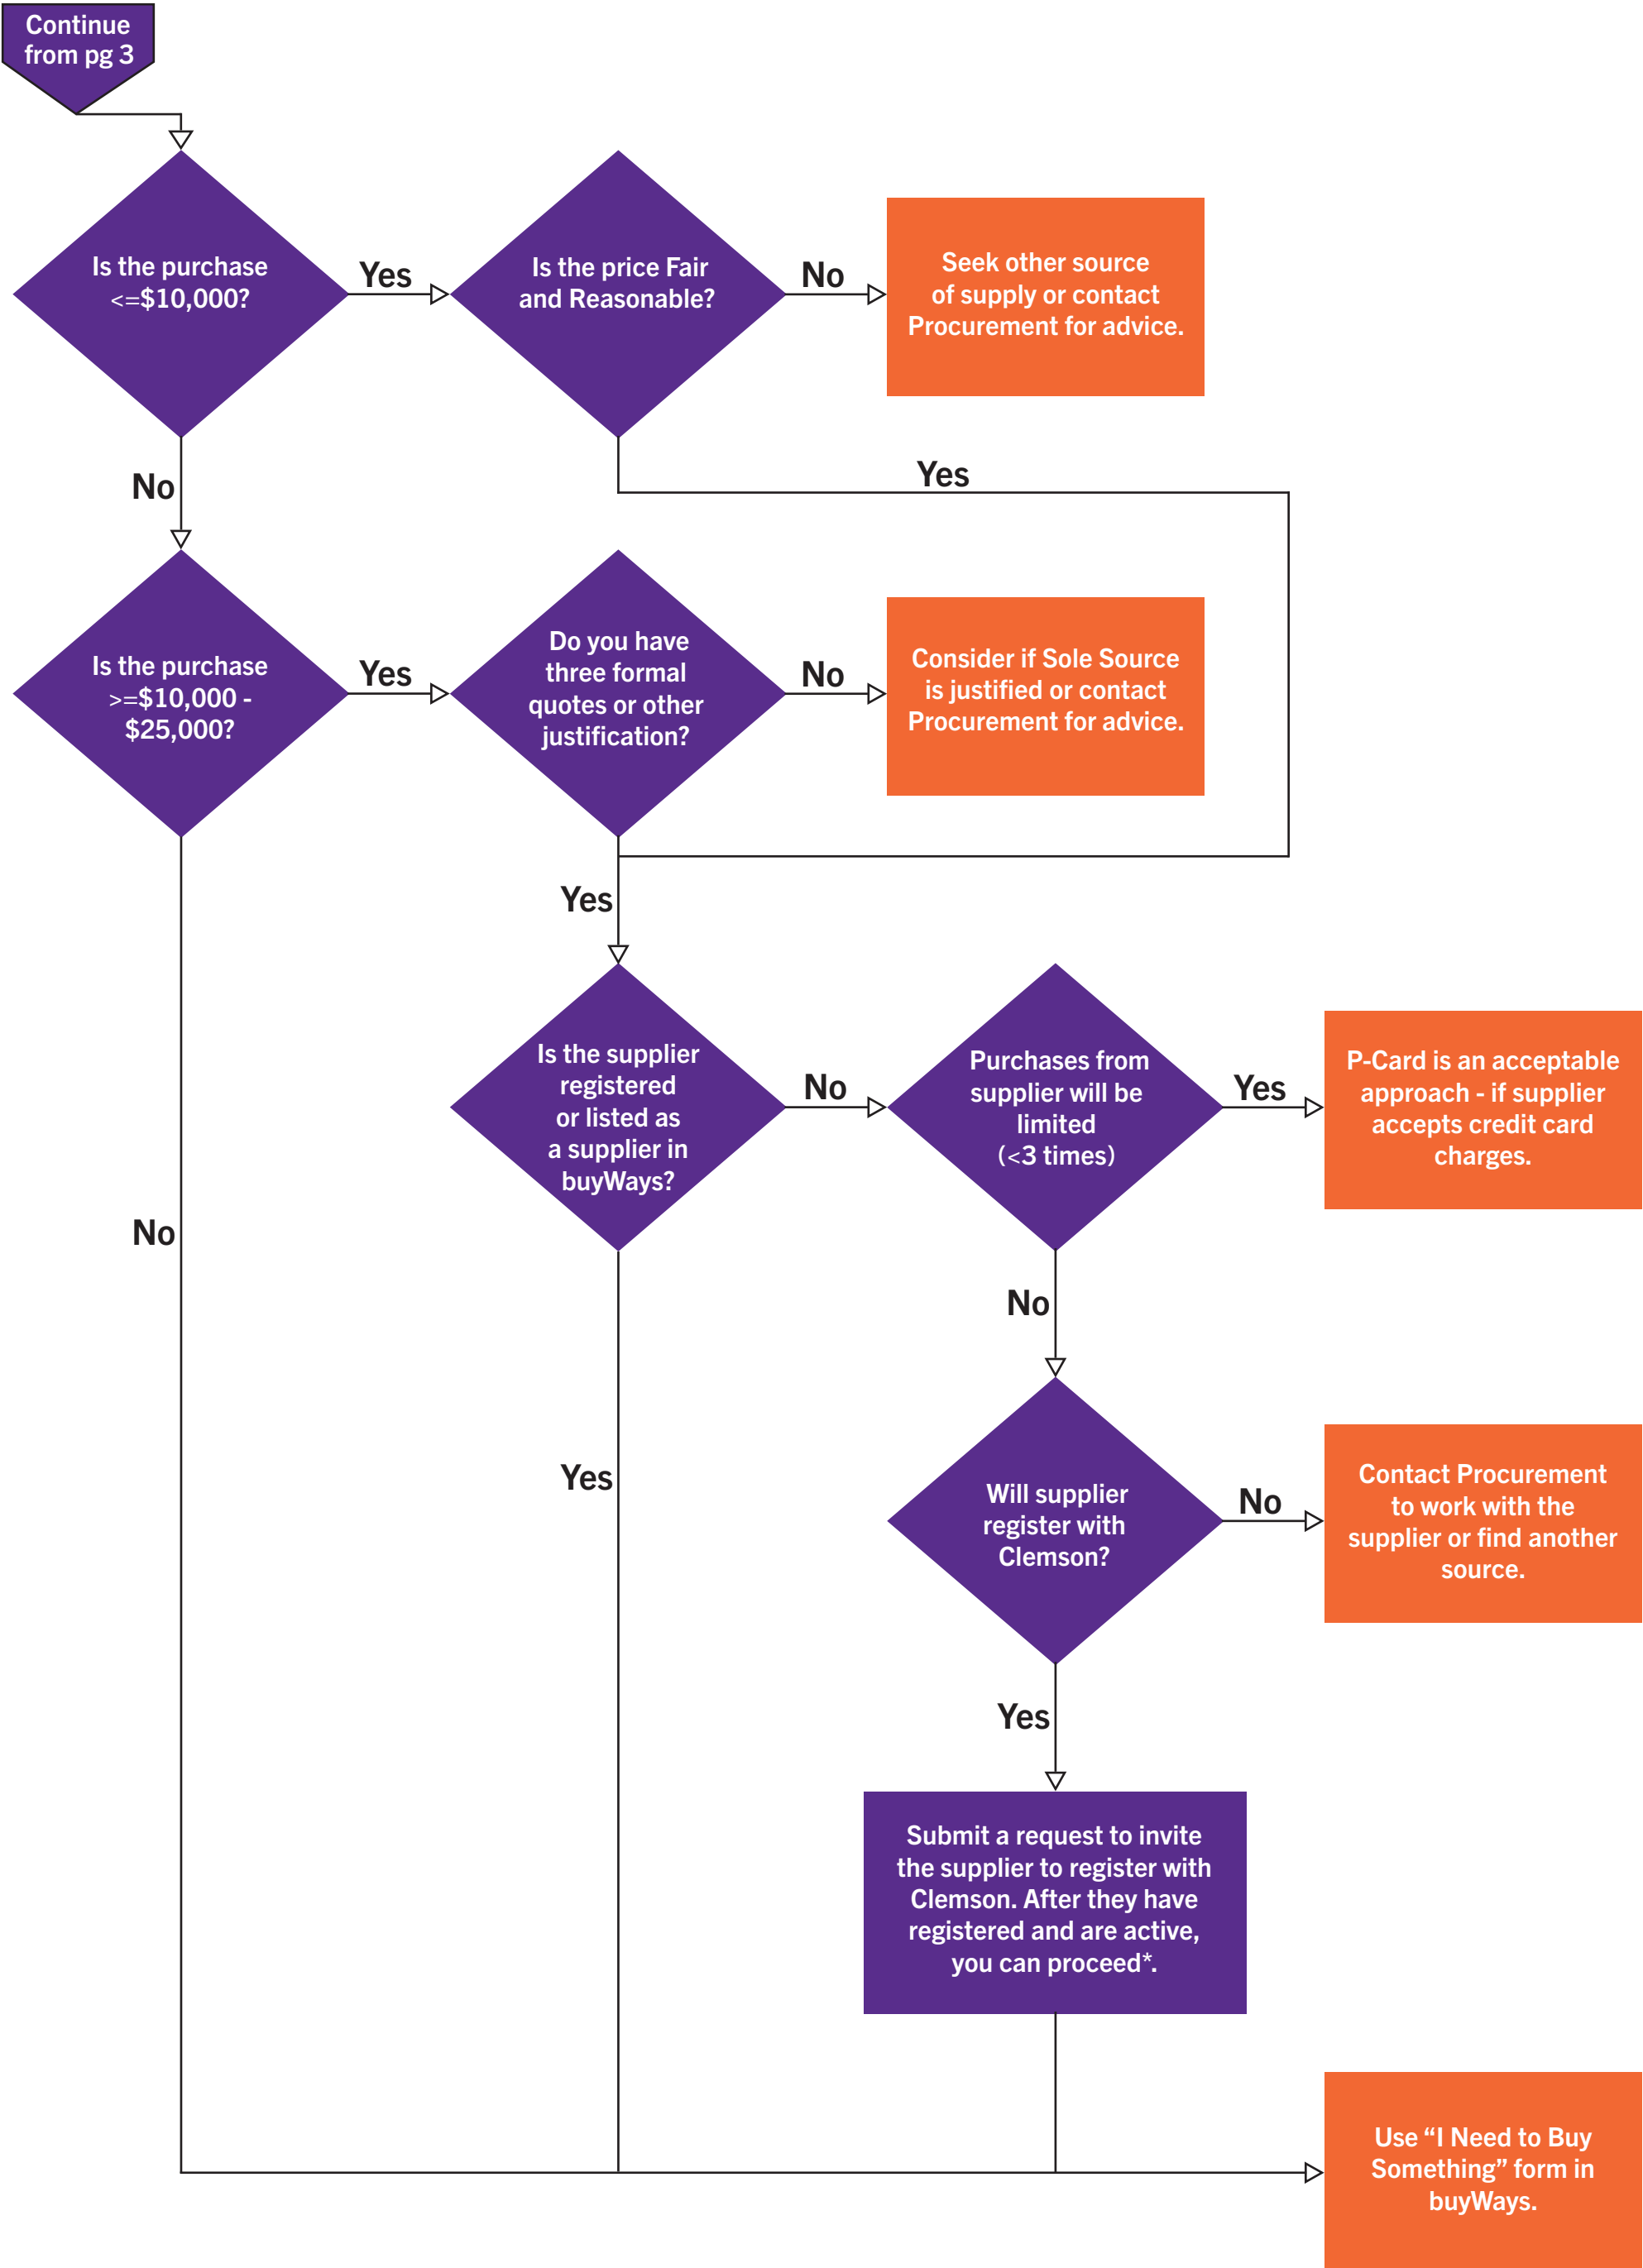 Continue
from pg 3
Is the purchase
<=$10,000?
Yes
Is the price Fair
and Reasonable?
No
Seek other source
of supply or contact
Procurement for advice.
Yes
No
Is the purchase
>=$10,000 -
$25,000?
Yes
Do you have
three formal
quotes or other
justification?
No
Consider if Sole Source
is justified or contact
Procurement for advice.
Yes
Is the supplier
registered
or listed as
a supplier in
buyWays?
No
Purchases from
supplier will be
limited
(<3 times)
Yes
P-Card is an acceptable
approach - if supplier
accepts credit card
charges.
No
No
Yes
Will supplier
register with
Clemson?
No
Contact Procurement
to work with the
supplier or find another
source.
Yes
Submit a request to invite
the supplier to register with
Clemson. After they have
registered and are active,
you can proceed*.
Use “I Need to Buy
Something” form in
buyWays.